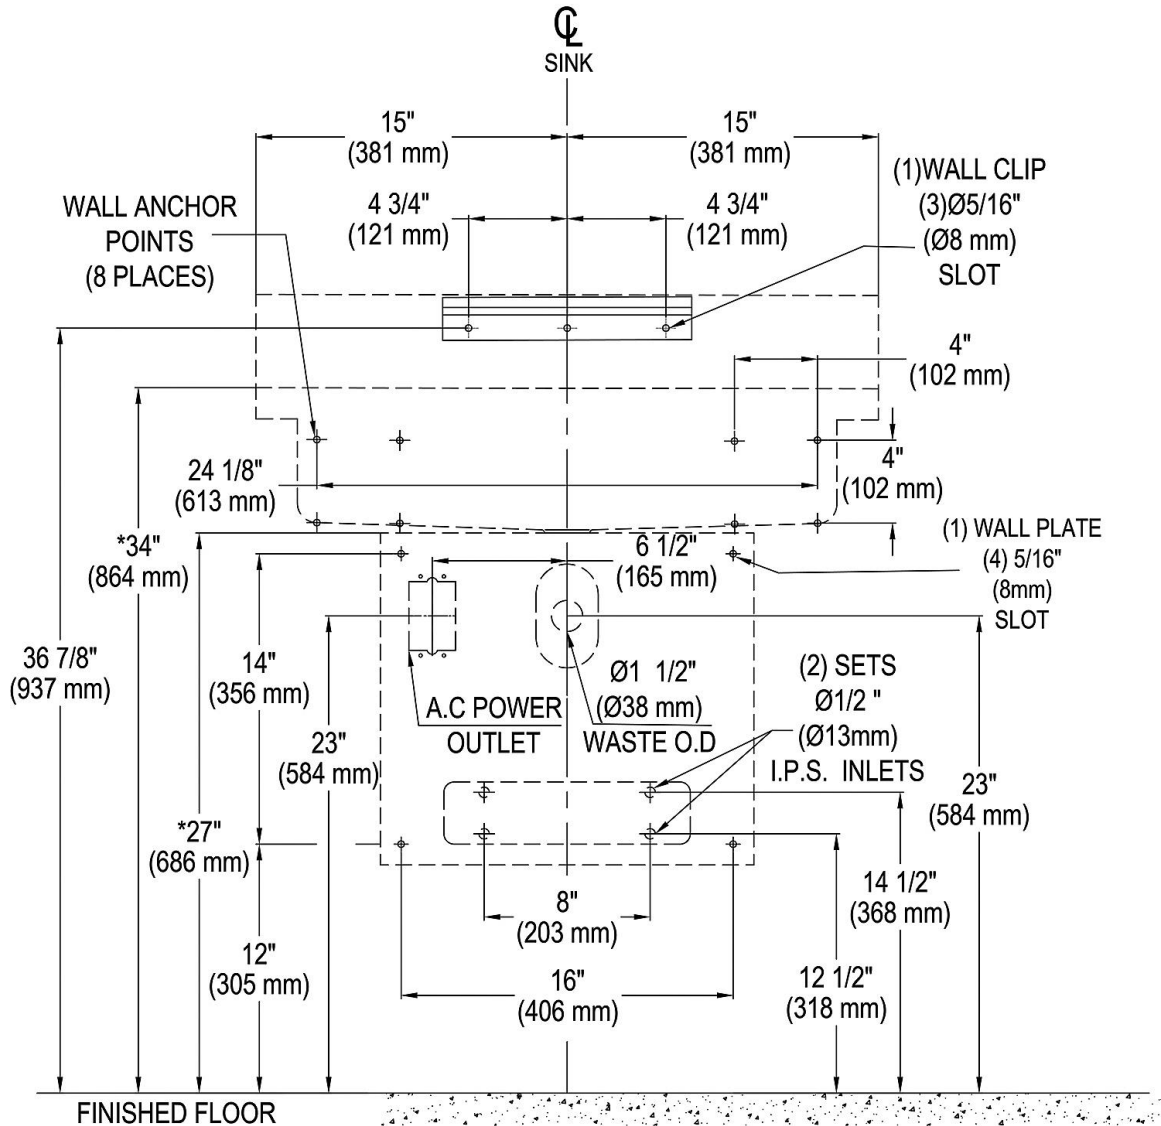 ℄
SINK
15"
(381 mm)
15"
(381 mm)
(1)WALL CLIP
(3)Ø5/16"
(Ø8 mm)
SLOT
WALL ANCHOR
POINTS
(8 PLACES)
4 3/4"
(121 mm)
4 3/4"
(121 mm)
4"
(102 mm)
24 1/8"
(613 mm)
4"
(102 mm)
(1) WALL PLATE
(4) 5/16"
(8mm)
SLOT
*34"
(864 mm)
6 1/2"
(165 mm)
36 7/8"
(937 mm)
14"
(356 mm)
A.C POWER
OUTLET
Ø1 1/2"
(Ø38 mm)
WASTE O.D
(2) SETS
Ø1/2 "
(Ø13mm)
I.P.S. INLETS
23"
(584 mm)
23"
(584 mm)
*27"
(686 mm)
8"
(203 mm)
14 1/2"
(368 mm)
12"
(305 mm)
16"
(406 mm)
12 1/2"
(318 mm)
FINISHED FLOOR